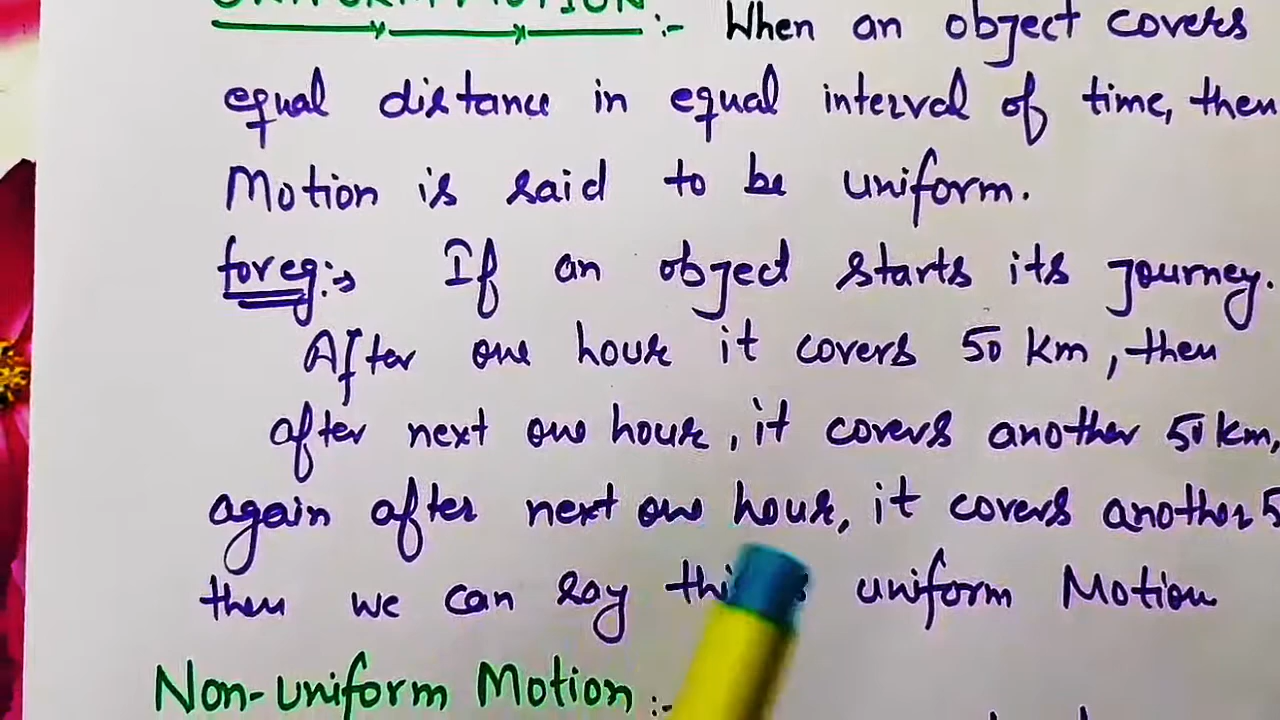 UNIFORM MOTION :- When an object covers
equal distance in equal interval of time, then
Motion is said to be uniform.
for eg:→ If an object starts its journey.
After one hour it covers 50 km, then
after next one hour, it covers another 50 km,
again after next one hour, it covers another 5
then we can say uniform Motion
Non-uniform Motion :-